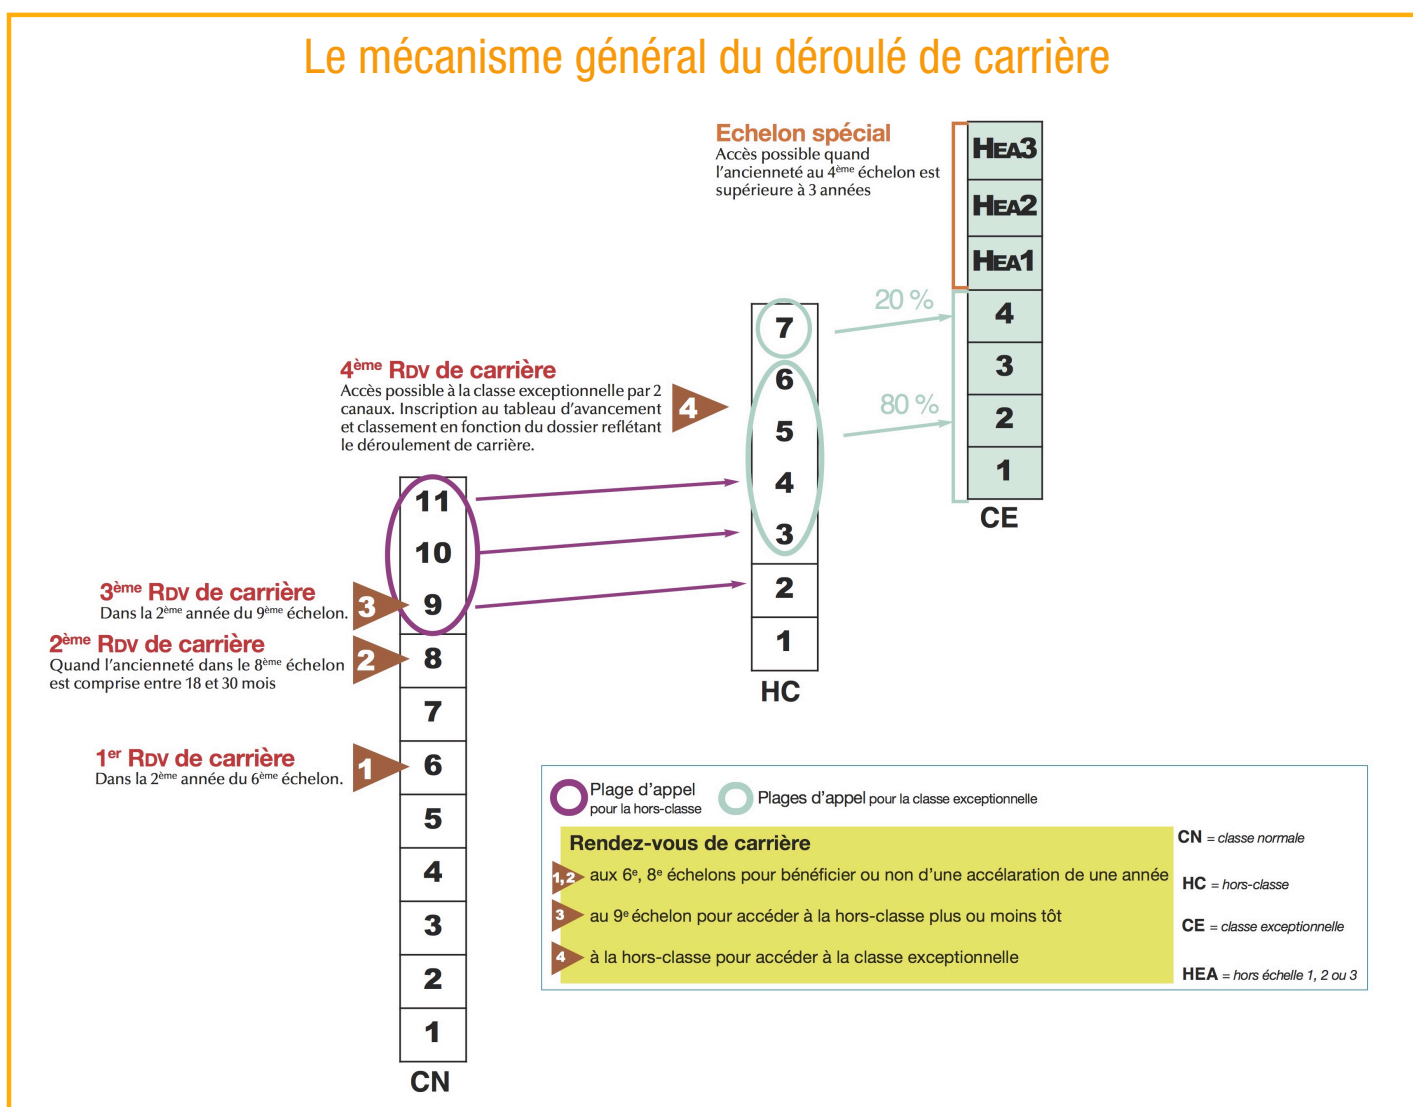 Le mécanisme général du déroulé de carrière
Echelon spécial
Accès possible quand
l'ancienneté au 4ème échelon est
supérieure à 3 années
HEA3
HEA2
HEA1
4
3
2
1
CE
20 %
80 %
7
6
5
4
3
2
1
HC
4ème RDV de carrière
Accès possible à la classe exceptionnelle par 2
canaux. Inscription au tableau d'avancement
et classement en fonction du dossier reflétant
le déroulement de carrière.
4
11
10
9
8
7
6
5
4
3
2
1
CN
3ème RDV de carrière
Dans la 2ème année du 9ème échelon.
3
2ème RDV de carrière
Quand l'ancienneté dans le 8ème échelon
est comprise entre 18 et 30 mois
2
1er RDV de carrière
Dans la 2ème année du 6ème échelon.
1
Plage d'appel
pour la hors-classe
Plages d'appel pour la classe exceptionnelle
Rendez-vous de carrière
1,2 aux 6e, 8e échelons pour bénéficier ou non d'une accélaration de une année
3 au 9e échelon pour accéder à la hors-classe plus ou moins tôt
4 à la hors-classe pour accéder à la classe exceptionnelle
CN = classe normale
HC = hors-classe
CE = classe exceptionnelle
HEA = hors échelle 1, 2 ou 3